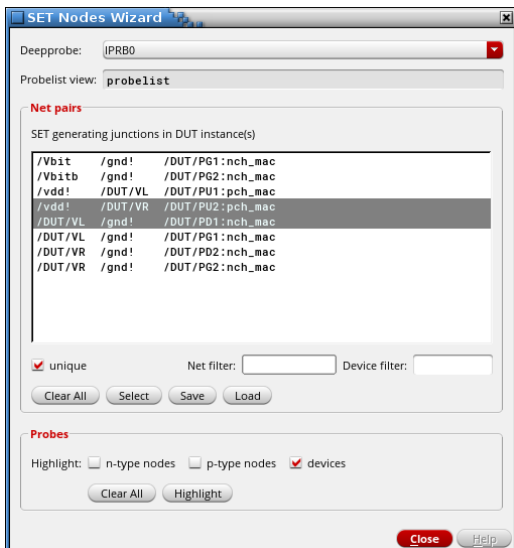 SET Nodes Wizard
Deepprobe: IPRB0
Probelist view: probelist
Net pairs
SET generating junctions in DUT instance(s)
/Vbit /gnd! /DUT/PG1:nch_mac
/Vbitb /gnd! /DUT/PG2:nch_mac
/vdd! /DUT/VL /DUT/PU1:pch_mac
/vdd! /DUT/VR /DUT/PU2:pch_mac
/DUT/VL /gnd! /DUT/PD1:nch_mac
/DUT/VL /gnd! /DUT/PG1:nch_mac
/DUT/VR /gnd! /DUT/PD2:nch_mac
/DUT/VR /gnd! /DUT/PG2:nch_mac
unique Net filter: Device filter:
Clear All Select Save Load
Probes
Highlight: n-type nodes p-type nodes devices
Clear All Highlight
Close Help